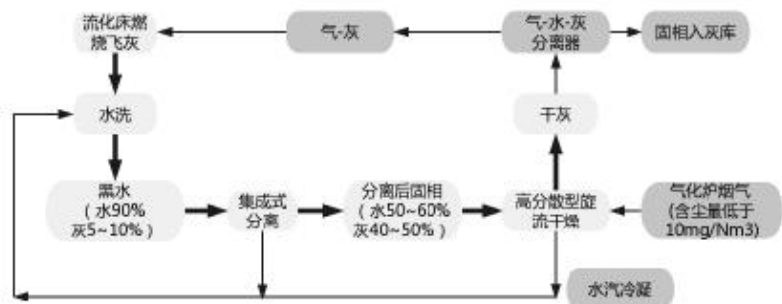 流化床燃
烧飞灰
气-灰
气-水-灰
分离器
固相入灰库
水洗
干灰
黑水
(水90%
灰5~10%)
集成式
分离
分离后固相
(水50~60%
灰40~50%)
高分散型旋
流干燥
气化炉烟气
(含尘量低于
10mg/Nm3)
水汽冷凝